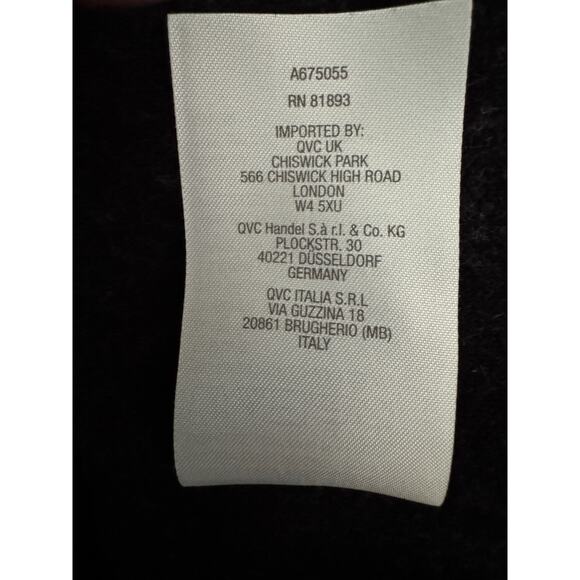 A675055
RN 81893
IMPORTED BY:
QVC UK
CHISWICK PARK
566 CHISWICK HIGH ROAD
LONDON
W4 5XU
QVC Handel S.à r.l. & Co. KG
PLOCKSTR. 30
40221 DÜSSELDORF
GERMANY
QVC ITALIA S.R.L
VIA GUZZINA 18
20861 BRUGHERIO (MB)
ITALY